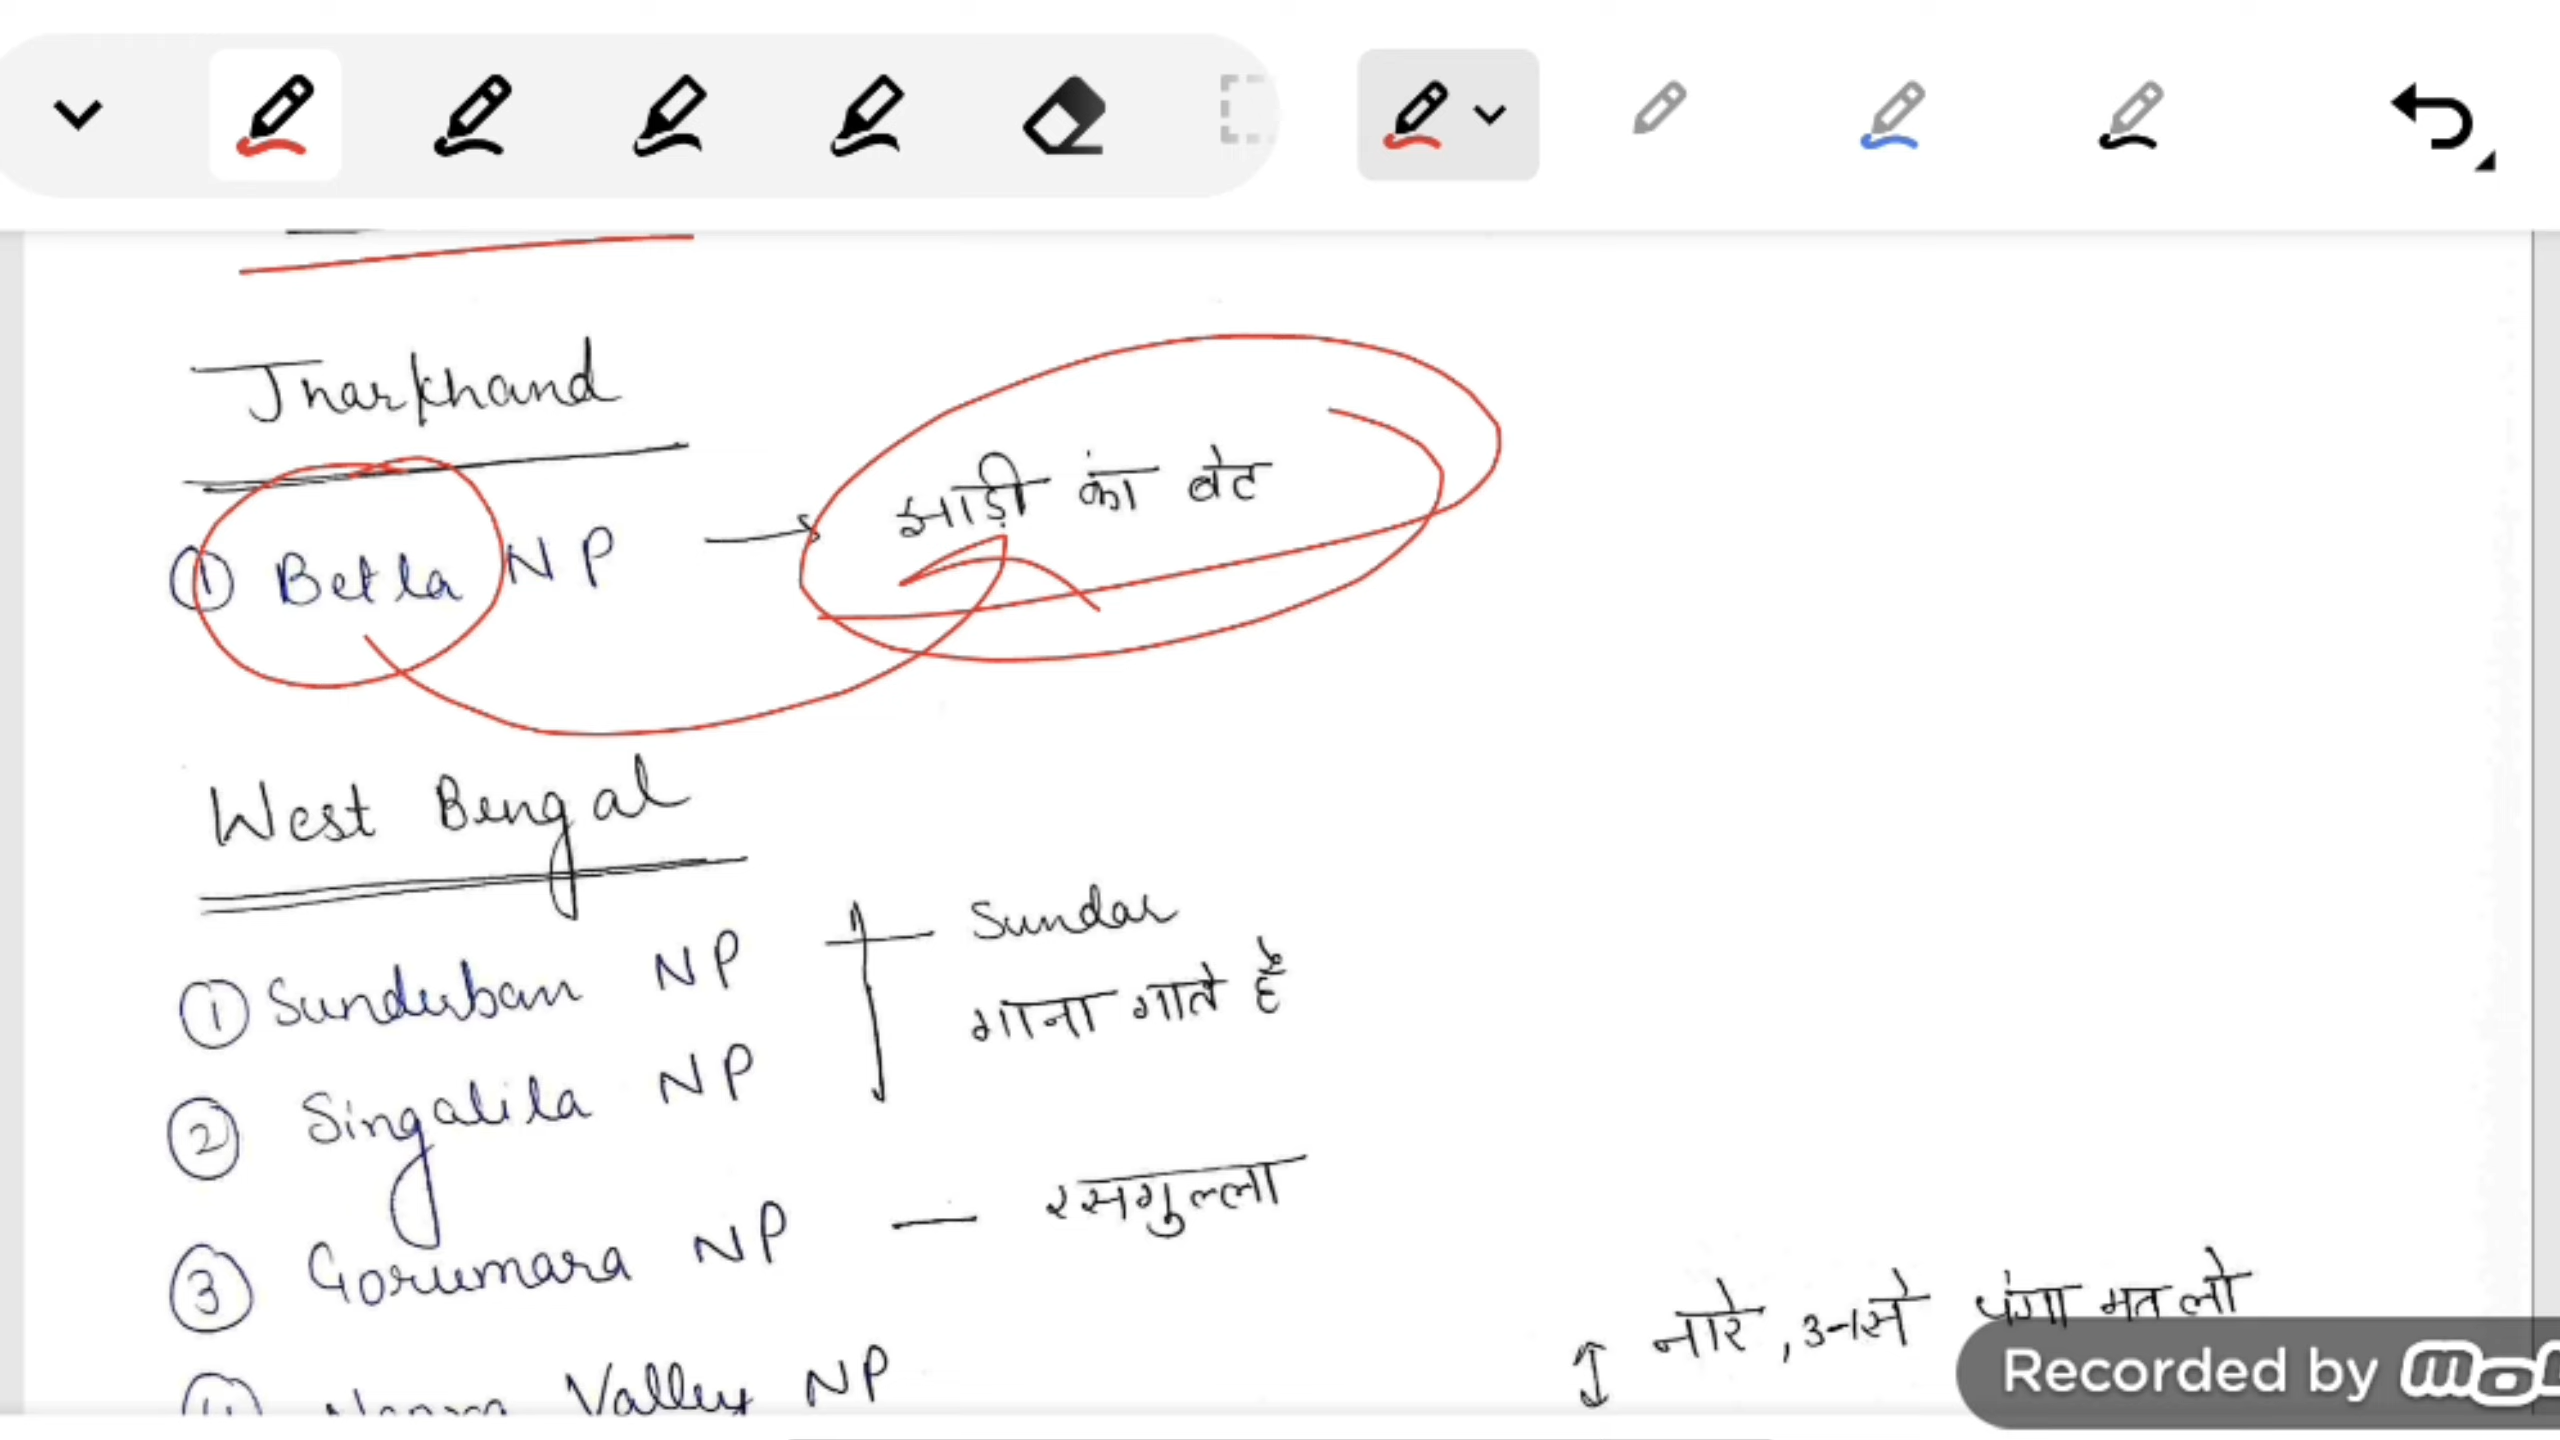 Jharkhand
① Betla NP → झाड़ी कां बेट
West Bengal
① Sunderban NP Sundar
गाना गाते है
② Singalila NP
③ Gorumara NP — रसगुल्ला
④ Valley NP नारे, उनसे पंगा मत लो
Recorded by